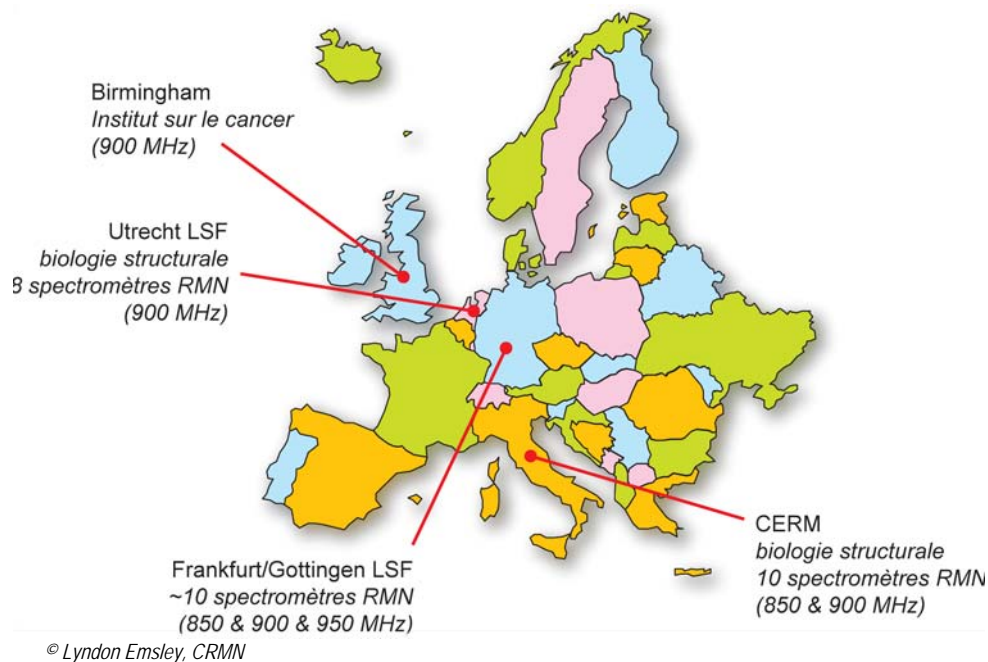 Birmingham
Institut sur le cancer
(900 MHz)
Utrecht LSF
biologie structurale
8 spectromètres RMN
(900 MHz)
Frankfurt/Gottingen LSF
~10 spectromètres RMN
(850 & 900 & 950 MHz)
CERM
biologie structurale
10 spectromètres RMN
(850 & 900 MHz)
© Lyndon Emsley, CRMN